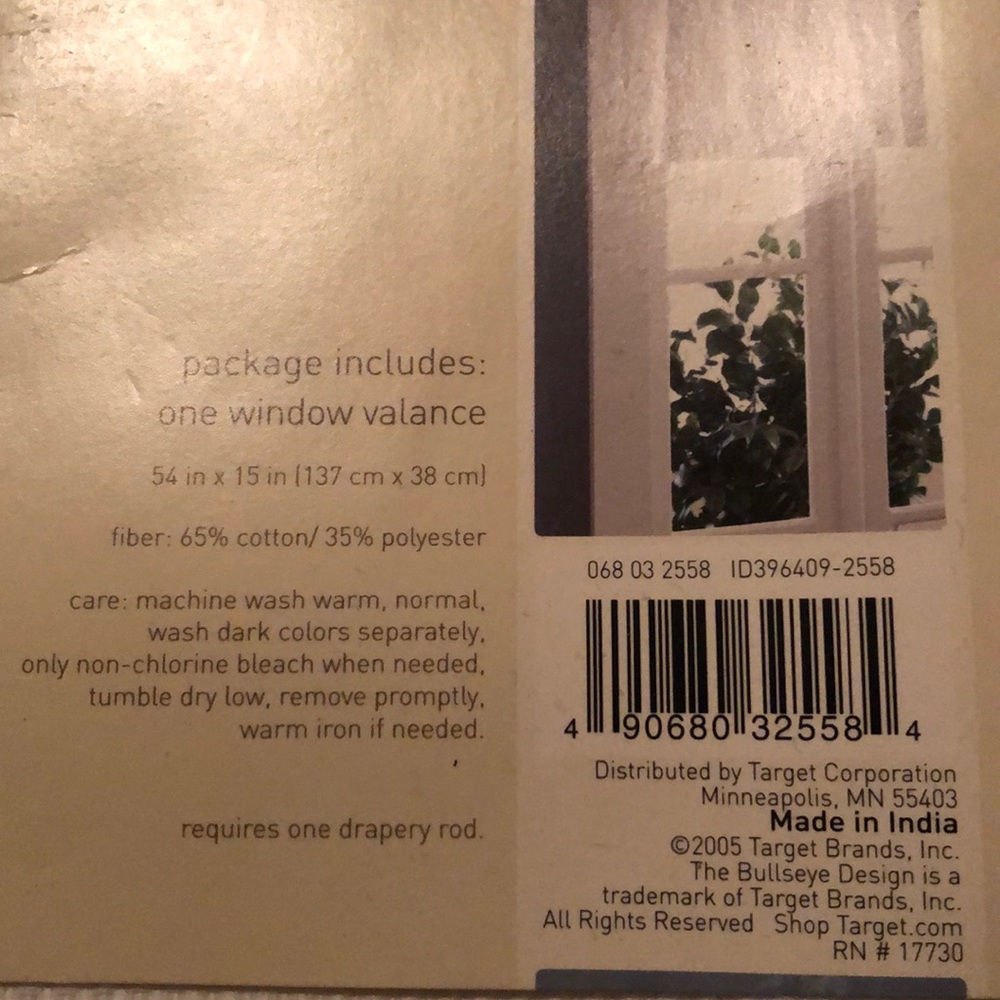 package includes:
one window valance
54 in x 15 in (137 cm x 38 cm)
fiber: 65% cotton/ 35% polyester
care: machine wash warm, normal,
wash dark colors separately,
only non-chlorine bleach when needed,
tumble dry low, remove promptly,
warm iron if needed.
requires one drapery rod.
068 03 2558 ID396409-2558
4 90680 32558 4
Distributed by Target Corporation
Minneapolis, MN 55403
Made in India
©2005 Target Brands, Inc.
The Bullseye Design is a
trademark of Target Brands, Inc.
All Rights Reserved Shop Target.com
RN # 17730